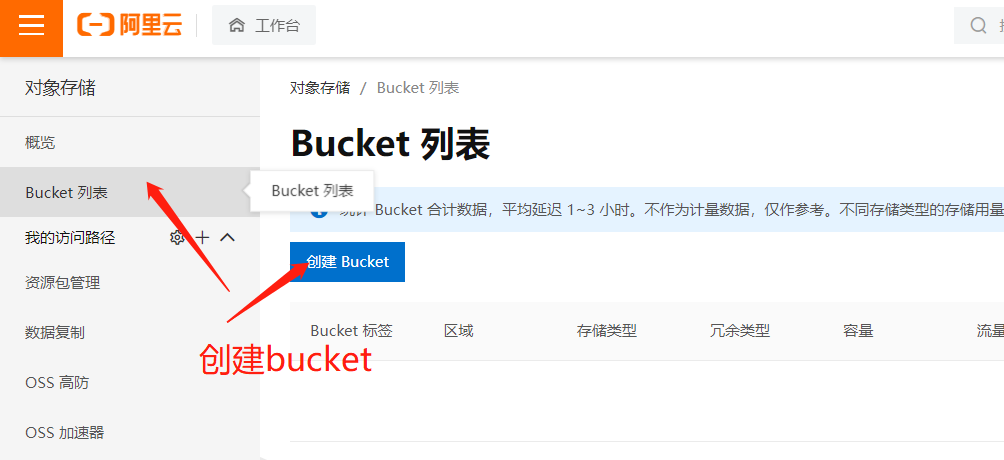 阿里云 工作台
对象存储
概览
Bucket 列表
我的访问路径
资源包管理
数据复制
OSS 高防
OSS 加速器
对象存储 / Bucket 列表
Bucket 列表
Bucket 列表
Bucket 合计数据，平均延迟 1~3 小时。不作为计量数据，仅作参考。不同存储类型的存储用量
创建 Bucket
Bucket 标签 区域 存储类型 冗余类型 容量 流量
创建bucket